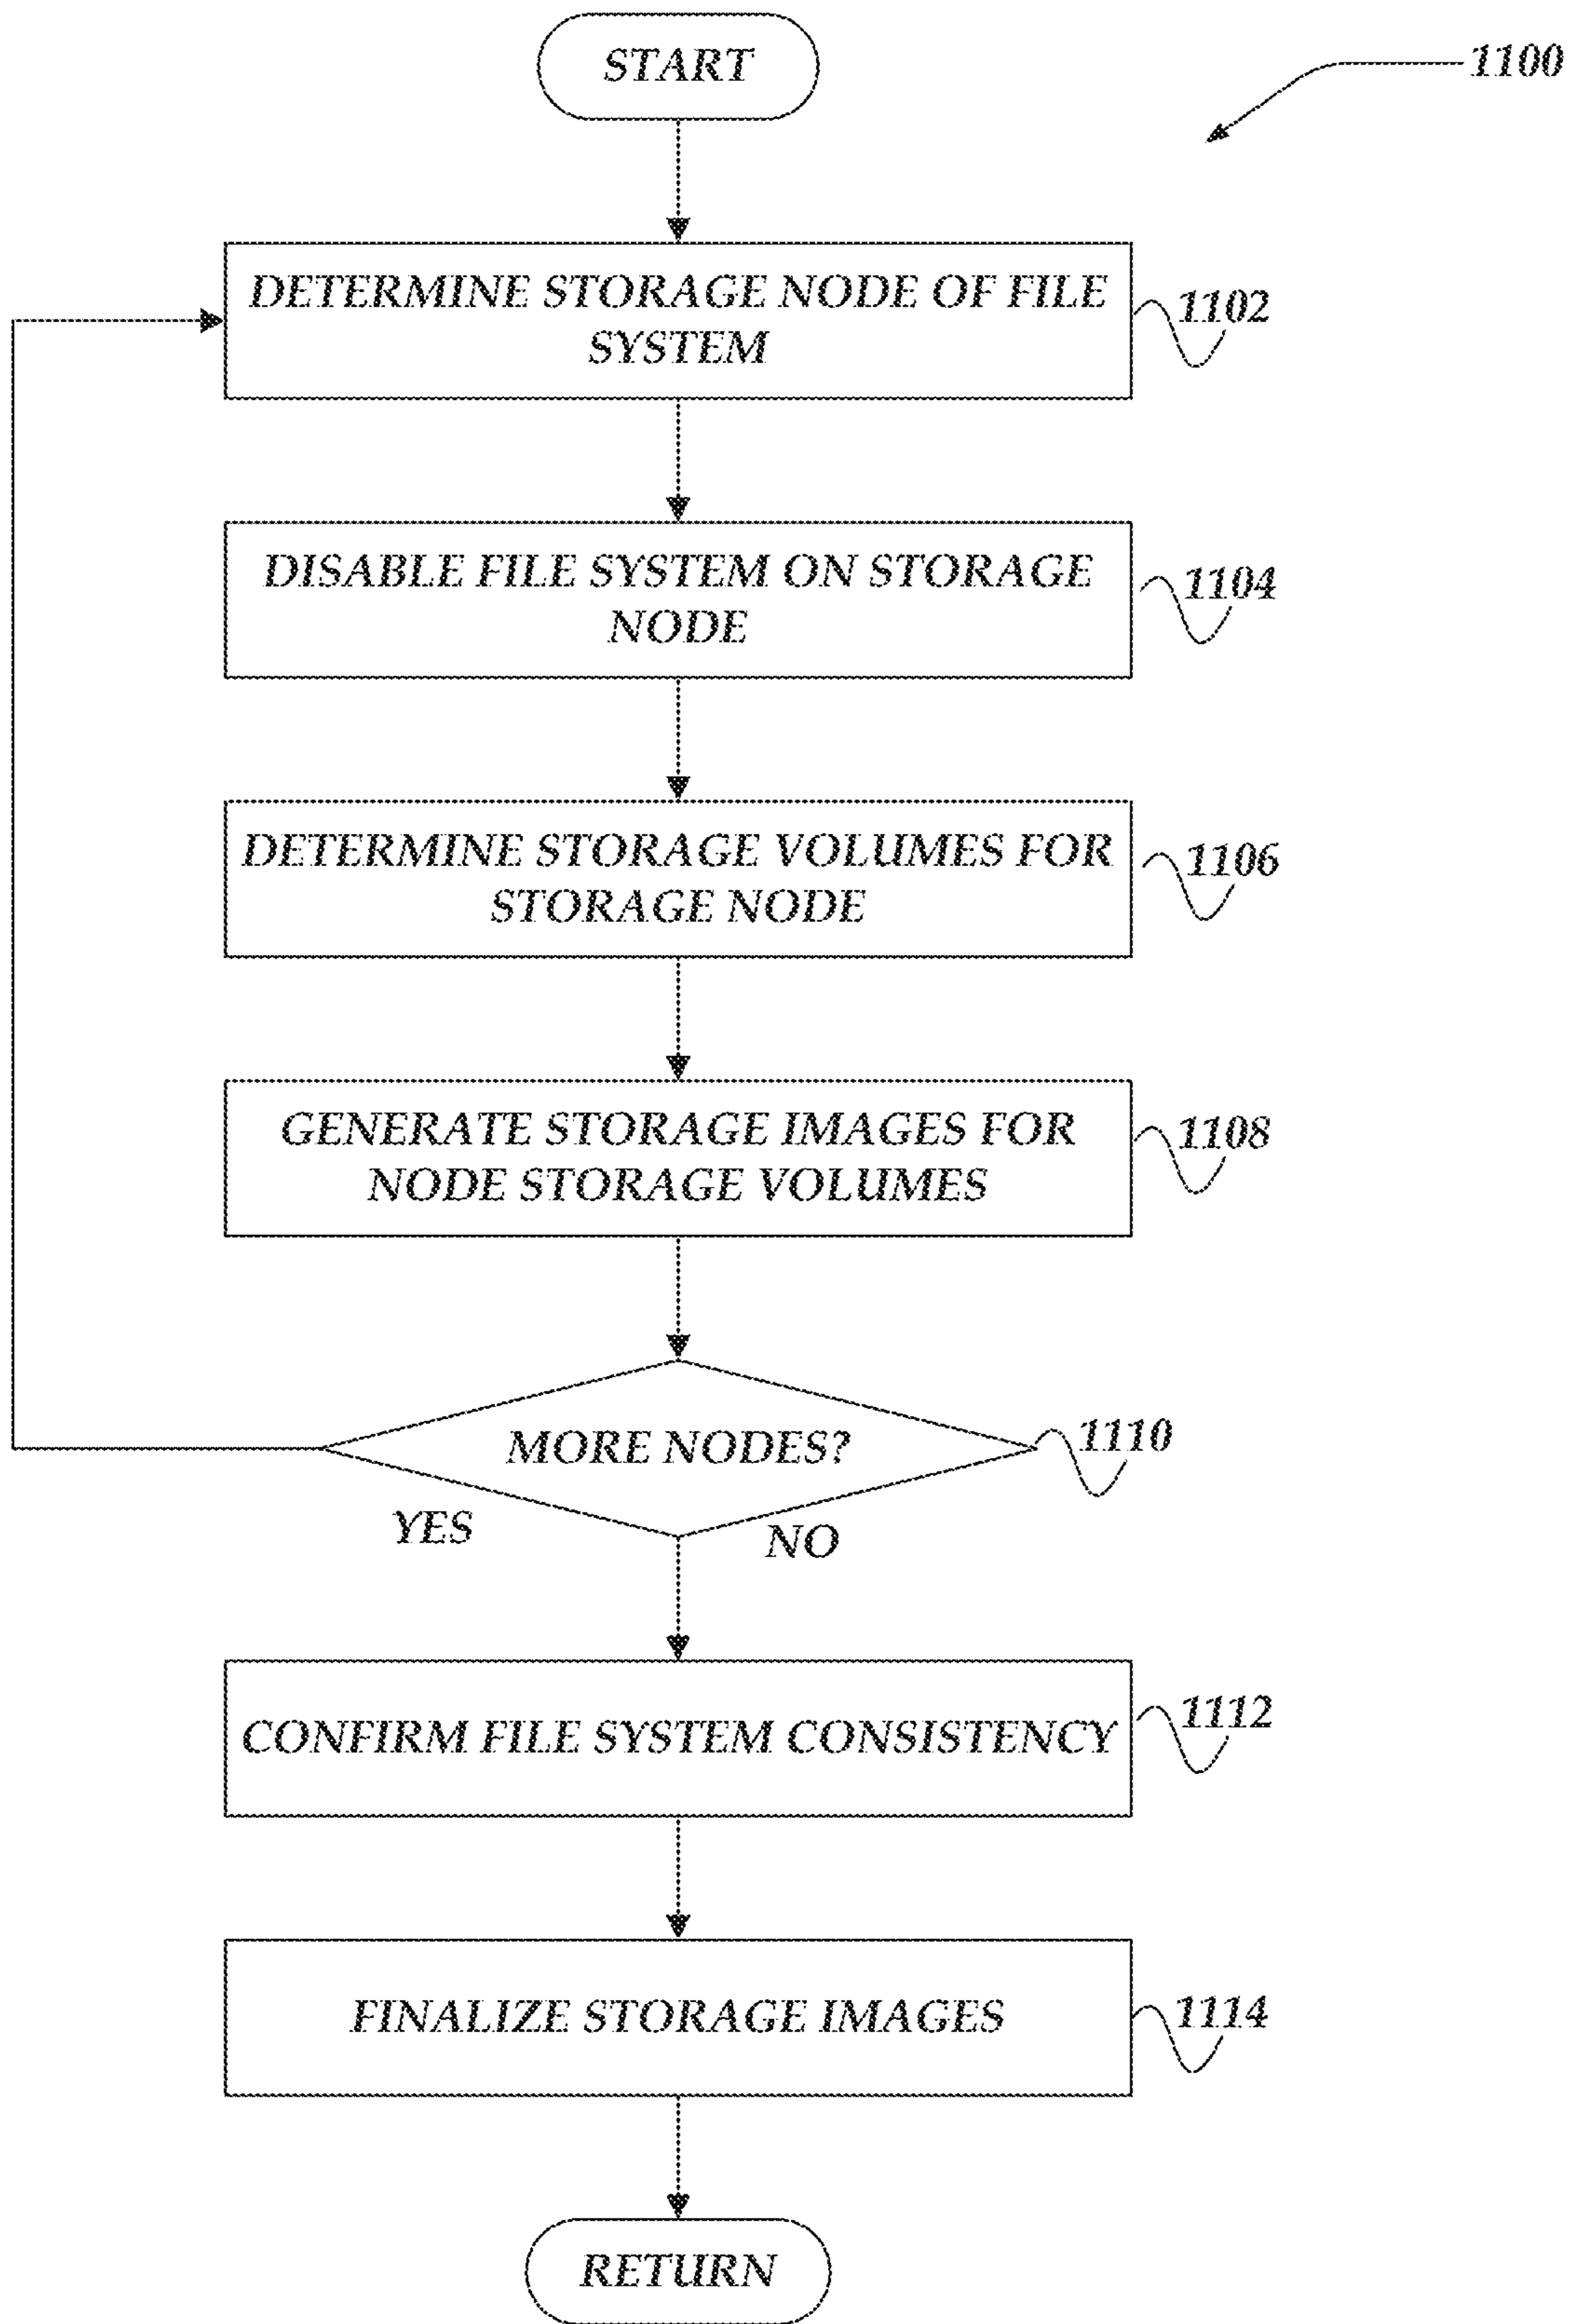 START
1100
DETERMINE STORAGE NODE OF FILE
SYSTEM
1102
DISABLE FILE SYSTEM ON STORAGE
NODE
1104
DETERMINE STORAGE VOLUMES FOR
STORAGE NODE
1106
GENERATE STORAGE IMAGES FOR
NODE STORAGE VOLUMES
1108
MORE NODES?
1110
YES
NO
CONFIRM FILE SYSTEM CONSISTENCY
1112
FINALIZE STORAGE IMAGES
1114
RETURN